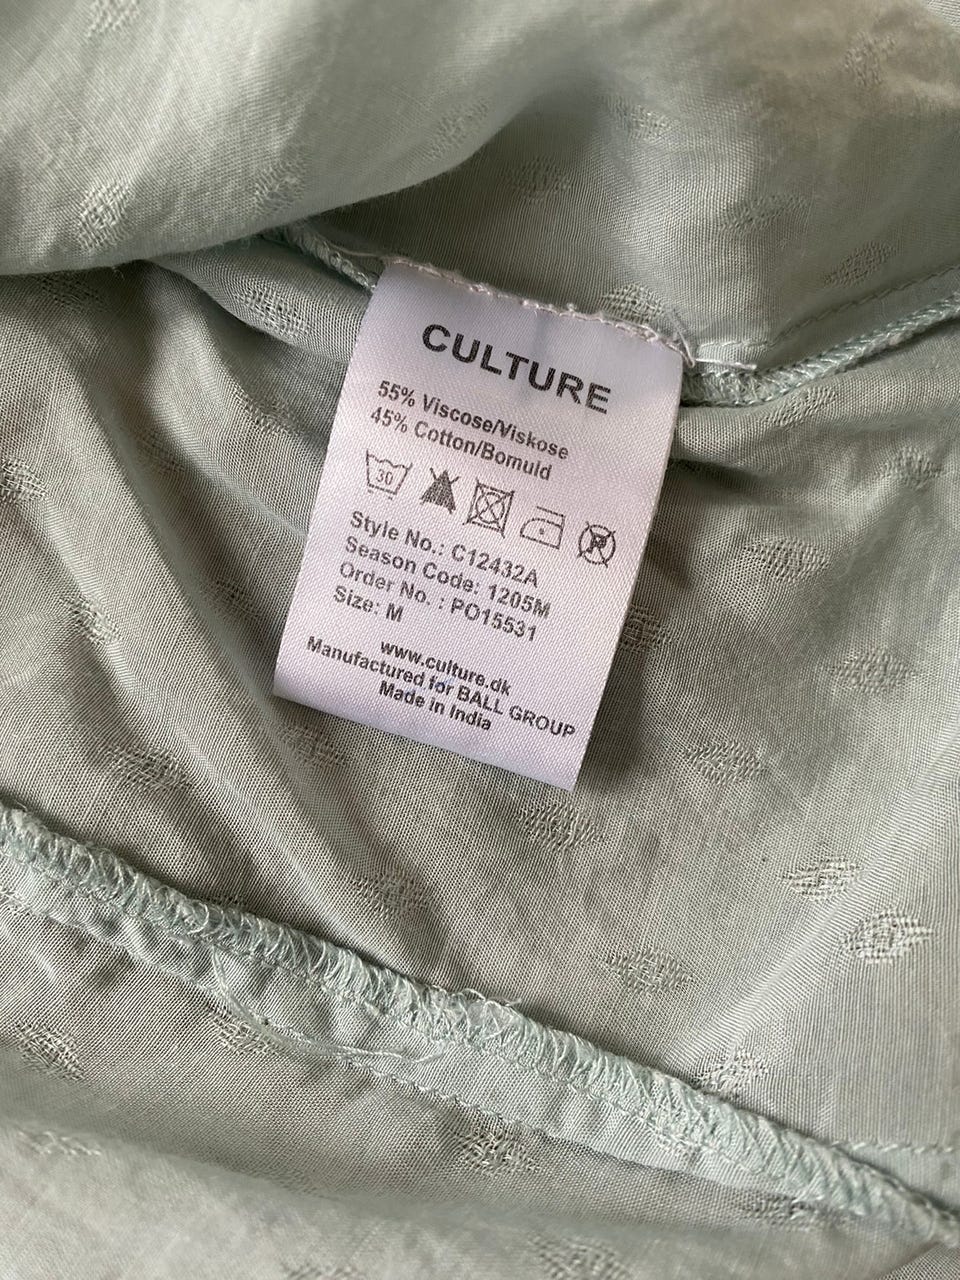 CULTURE
55% Viscose/Viskose
45% Cotton/Bomuld
30
P
Style No.: C12432A
Season Code: 1205M
Order No. : PO15531
Size: M
www.culture.dk
Manufactured for BALL GROUP
Made in India